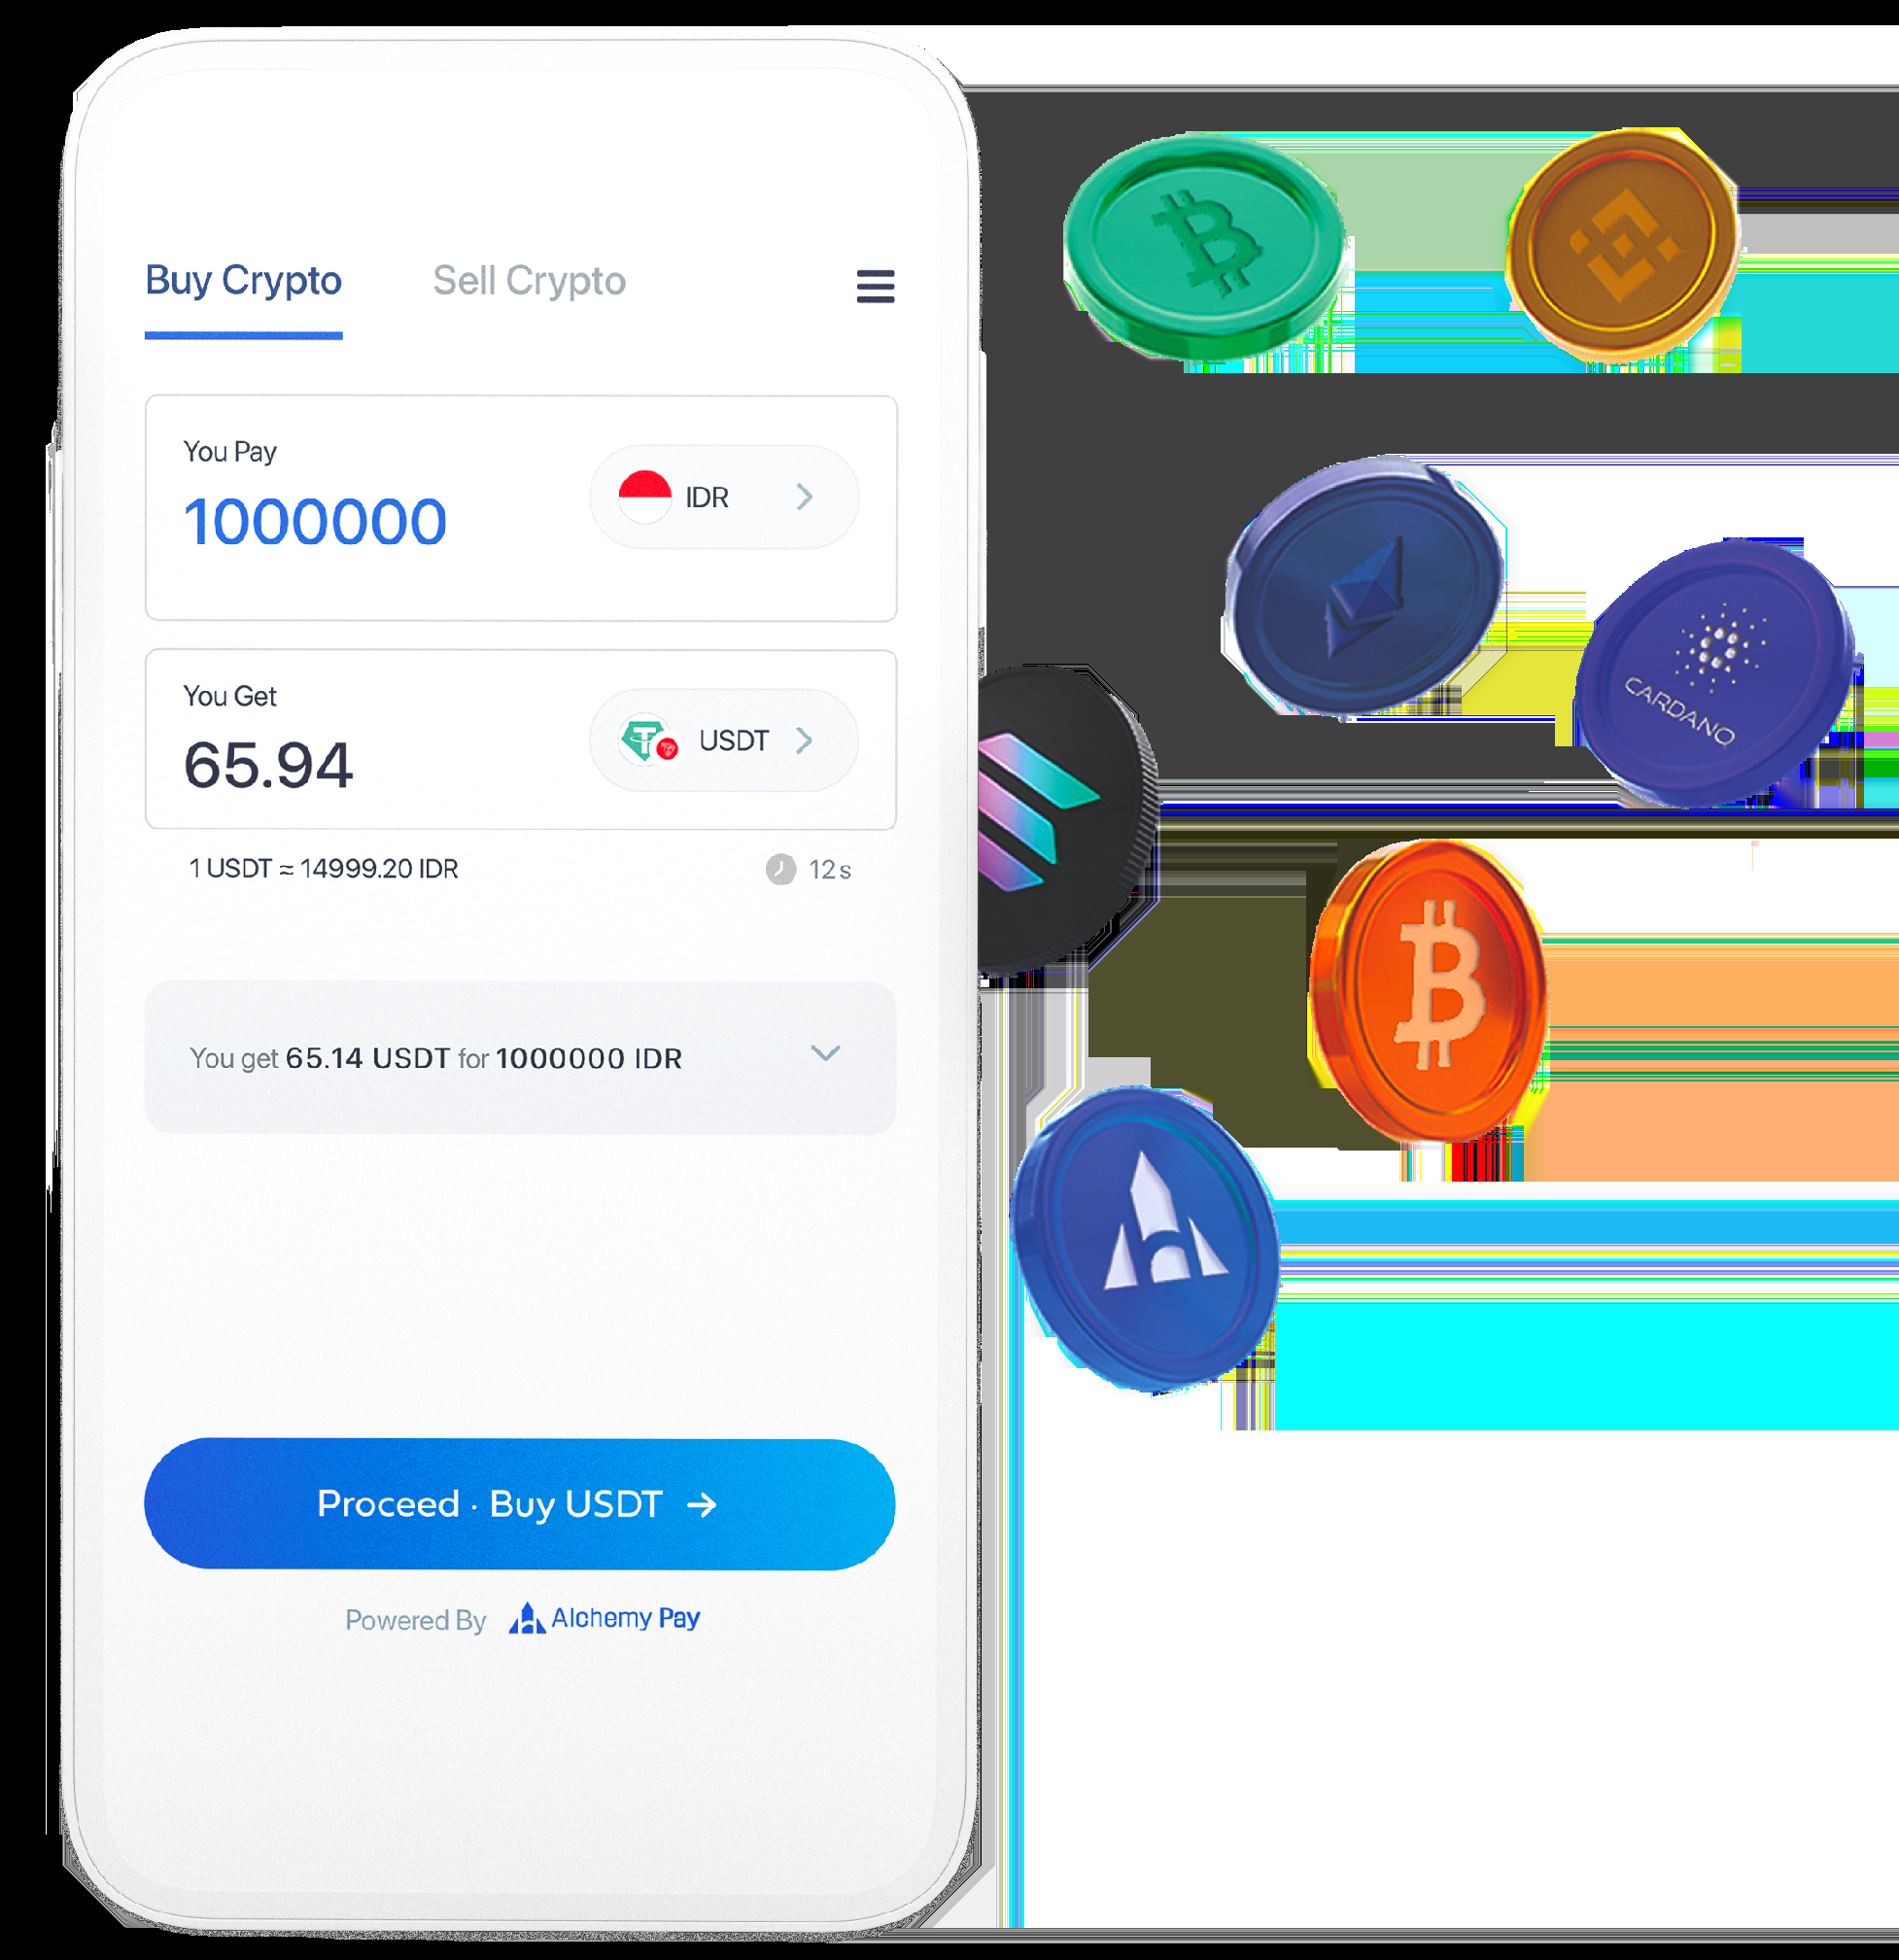 Buy Crypto
Sell Crypto
You Pay
1000000
IDR
You Get
65.94
USDT
1 USDT ≈ 14999.20 IDR
12s
You get 65.14 USDT for 1000000 IDR
Proceed · Buy USDT →
Powered By Alchemy Pay
CARDANO